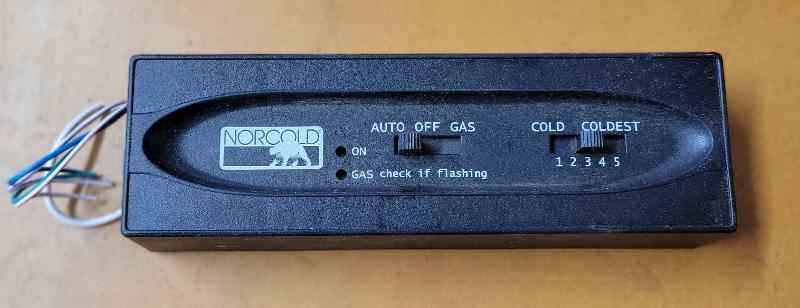 NORCOLD
AUTO OFF GAS
ON
GAS check if flashing
COLD COLDEST
1 2 3 4 5